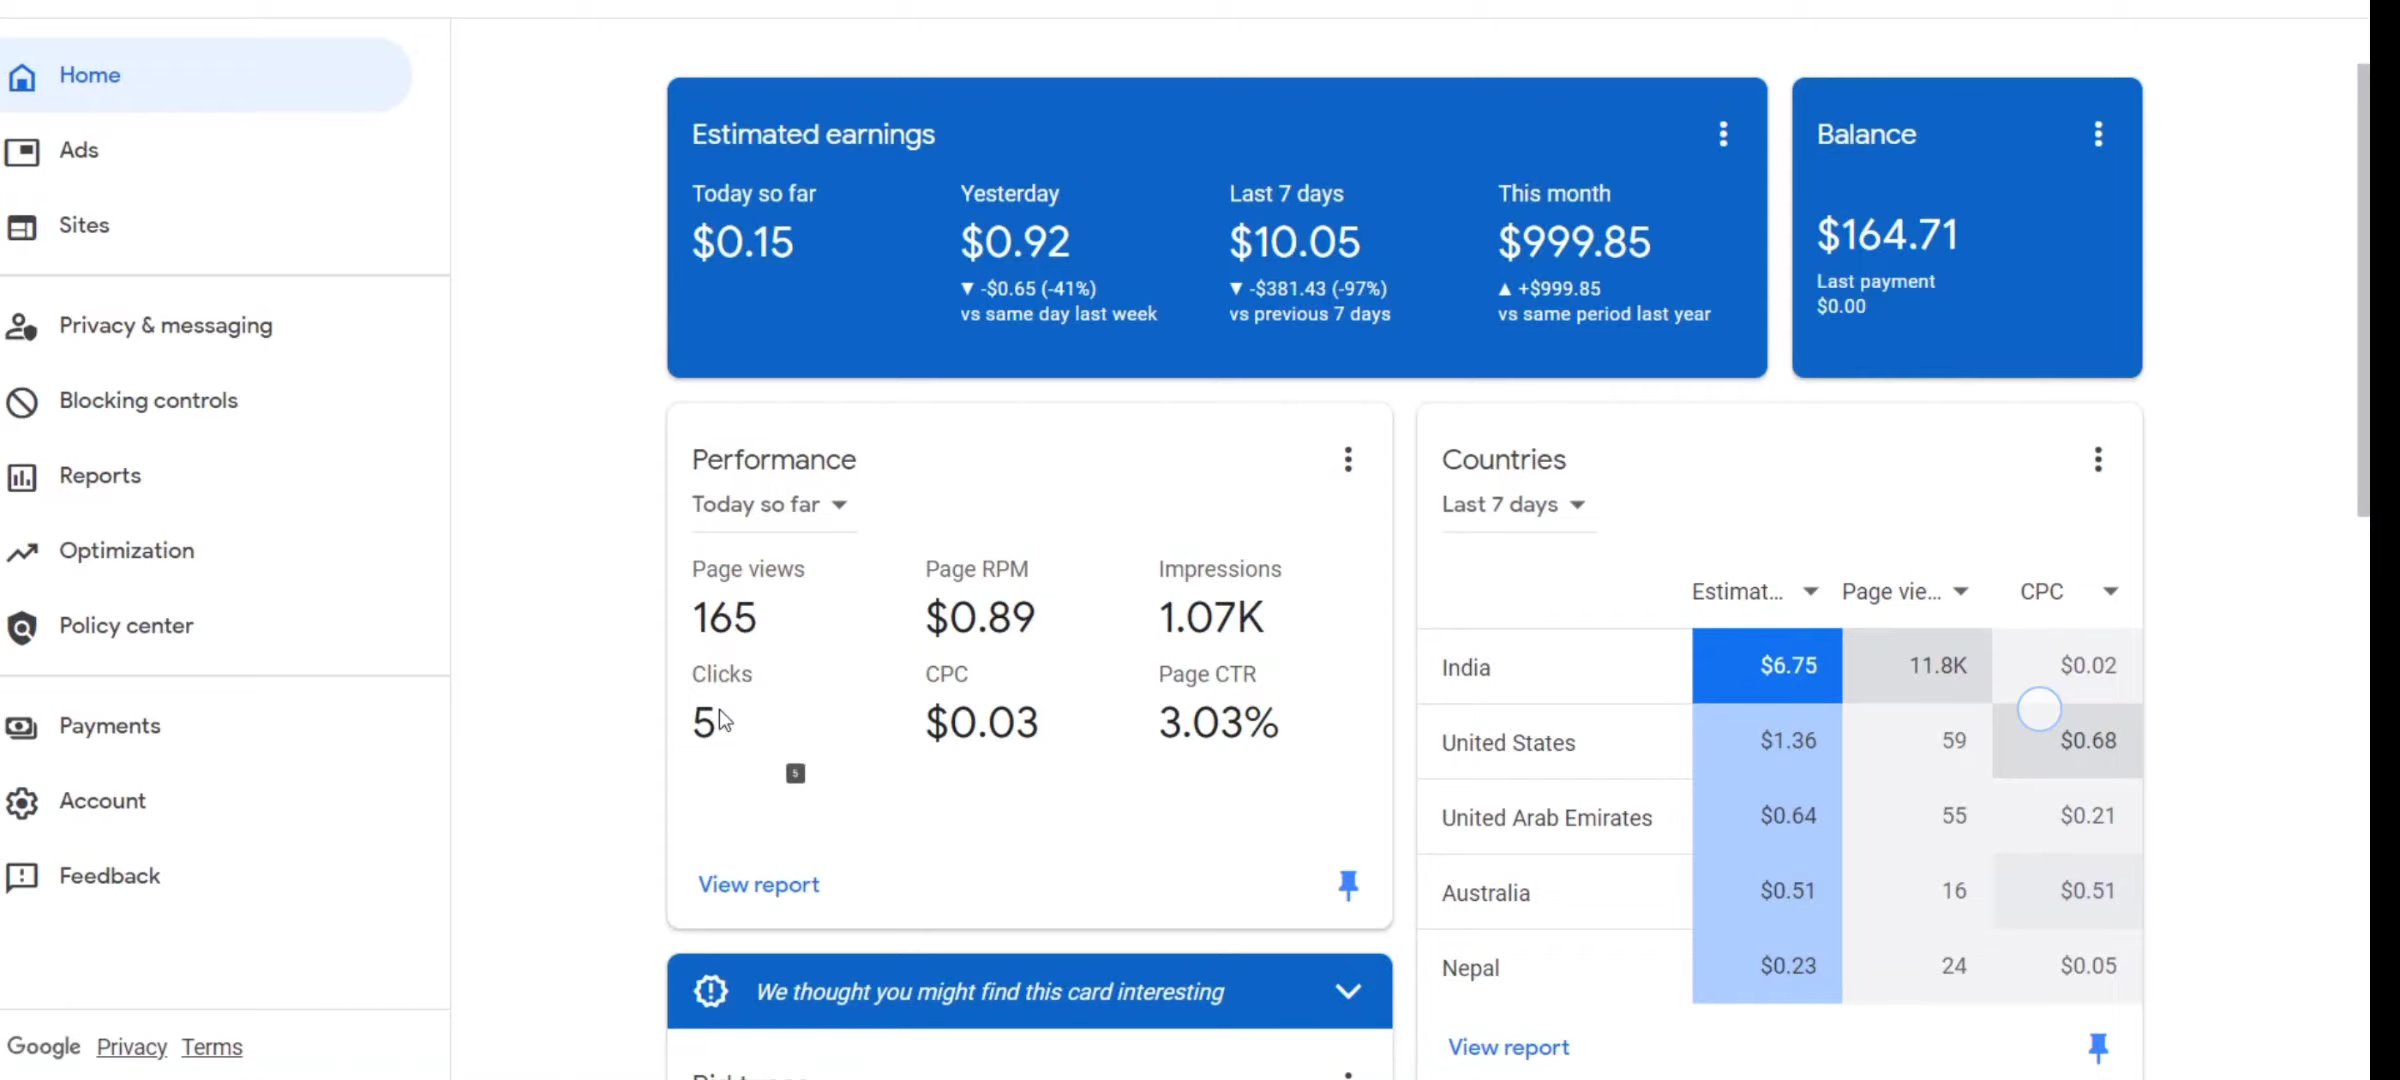 Home
Ads
Sites
Privacy & messaging
Blocking controls
Reports
Optimization
Policy center
Payments
Account
Feedback
Google Privacy Terms
Estimated earnings
Today so far Yesterday Last 7 days This month
$0.15 $0.92 $10.05 $999.85
▼ -$0.65 (-41%) ▼ -$381.43 (-97%) ▲ +$999.85
vs same day last week vs previous 7 days vs same period last year
Balance
$164.71
Last payment
$0.00
Performance
Today so far
Page views Page RPM Impressions
165 $0.89 1.07K
Clicks CPC Page CTR
5 $0.03 3.03%
5
View report
We thought you might find this card interesting
Countries
Last 7 days
Estimat... Page vie... CPC
India $6.75 11.8K $0.02
United States $1.36 59 $0.68
United Arab Emirates $0.64 55 $0.21
Australia $0.51 16 $0.51
Nepal $0.23 24 $0.05
View report